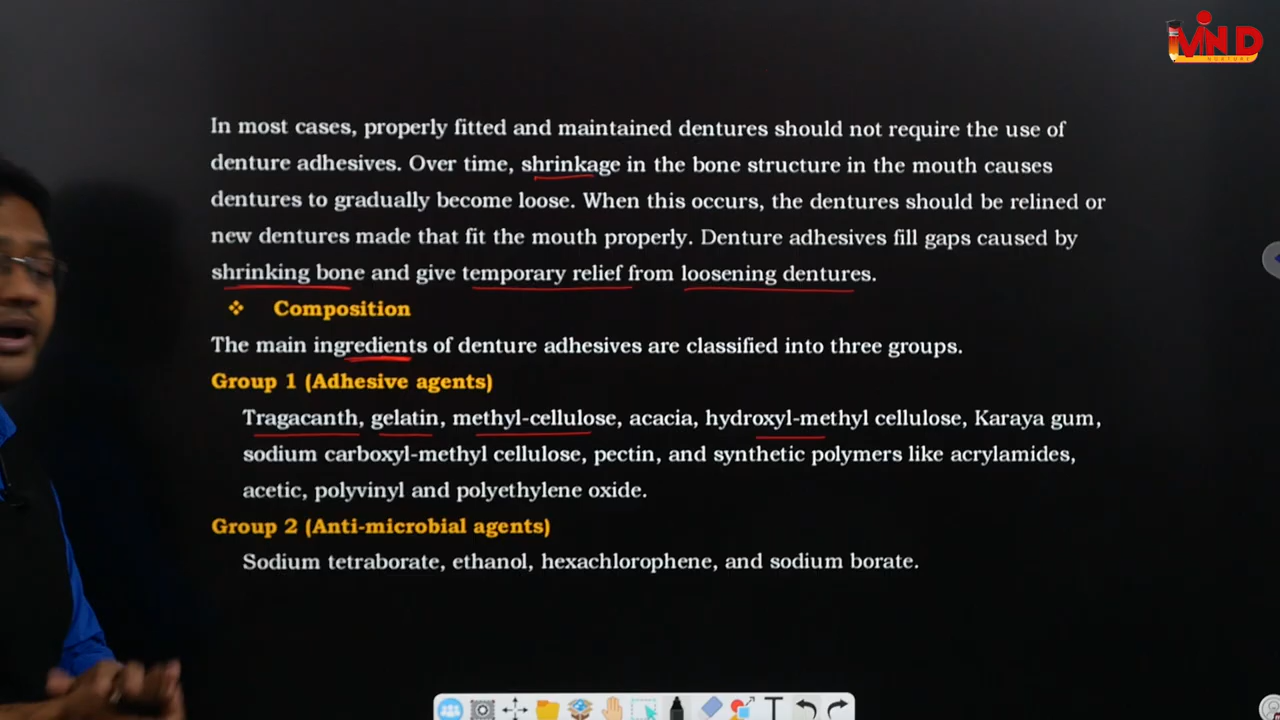 MIND
NURTURE
In most cases, properly fitted and maintained dentures should not require the use of
denture adhesives. Over time, shrinkage in the bone structure in the mouth causes
dentures to gradually become loose. When this occurs, the dentures should be relined or
new dentures made that fit the mouth properly. Denture adhesives fill gaps caused by
shrinking bone and give temporary relief from loosening dentures.
❖ Composition
The main ingredients of denture adhesives are classified into three groups.
Group 1 (Adhesive agents)
Tragacanth, gelatin, methyl-cellulose, acacia, hydroxyl-methyl cellulose, Karaya gum,
sodium carboxyl-methyl cellulose, pectin, and synthetic polymers like acrylamides,
acetic, polyvinyl and polyethylene oxide.
Group 2 (Anti-microbial agents)
Sodium tetraborate, ethanol, hexachlorophene, and sodium borate.